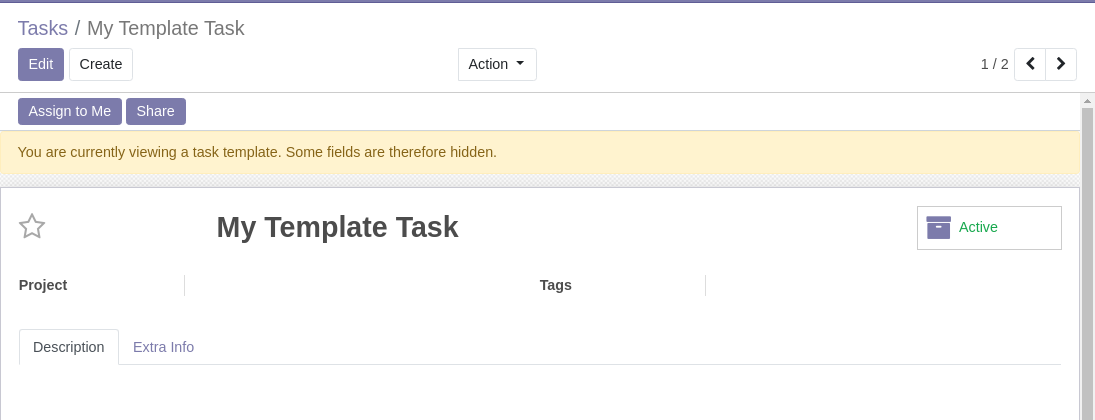 Tasks / My Template Task
Edit Create Action 1 / 2
Assign to Me Share
You are currently viewing a task template. Some fields are therefore hidden.
My Template Task Active
Project Tags
Description Extra Info